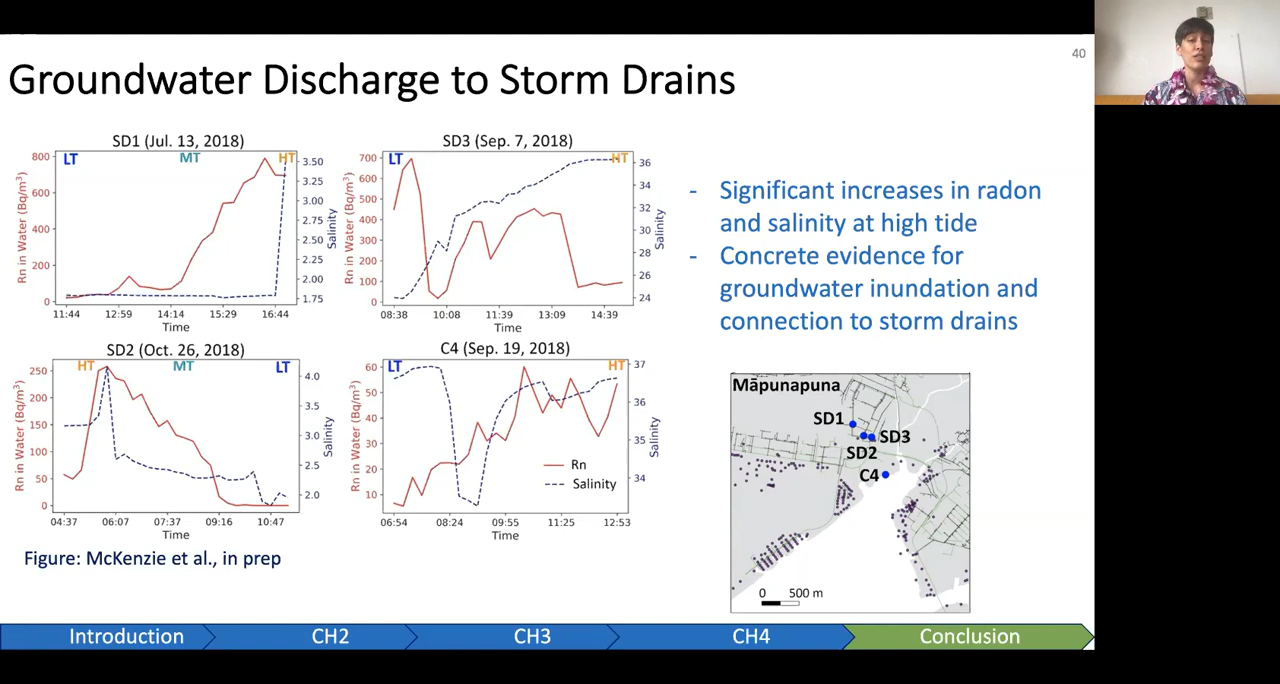 40
Groundwater Discharge to Storm Drains
SD1 (Jul. 13, 2018)
LT
MT
HT
800
600
400
200
0
Rn in Water (Bq/m³)
3.50
3.25
3.00
2.75
2.50
2.25
2.00
1.75
Salinity
11:44 12:59 14:14 15:29 16:44
Time
SD3 (Sep. 7, 2018)
LT
HT
700
600
500
400
300
200
100
0
Rn in Water (Bq/m³)
36
34
32
30
28
26
24
Salinity
08:38 10:08 11:39 13:09 14:39
Time
SD2 (Oct. 26, 2018)
HT
MT
LT
250
200
150
100
50
0
Rn in Water (Bq/m³)
4.0
3.5
3.0
2.5
2.0
Salinity
04:37 06:07 07:37 09:16 10:47
Time
C4 (Sep. 19, 2018)
LT
HT
60
50
40
30
20
10
Rn in Water (Bq/m³)
37
36
35
34
Salinity
Rn
Salinity
06:54 08:24 09:55 11:25 12:53
Time
Figure: McKenzie et al., in prep
- Significant increases in radon
and salinity at high tide
- Concrete evidence for
groundwater inundation and
connection to storm drains
Māpunapuna
SD1
SD3
SD2
C4
0 500 m
Introduction
CH2
CH3
CH4
Conclusion